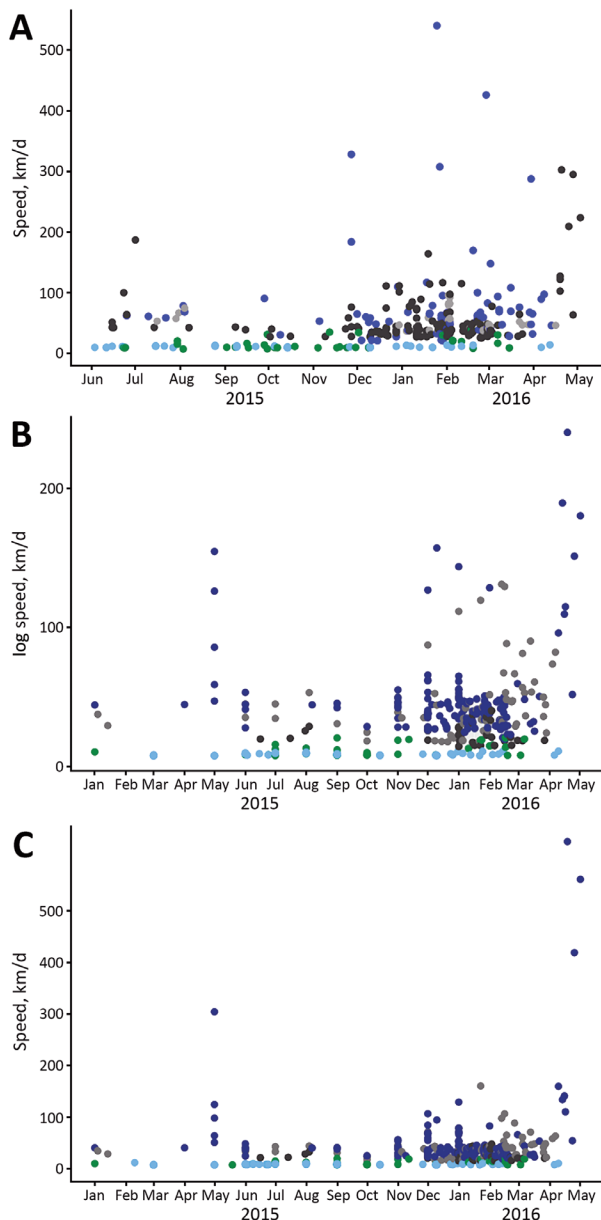 A
500
400
300
200
100
0
Speed, km/d
Jun Jul Aug Sep Oct Nov Dec Jan Feb Mar Apr May
2015 2016
B
200
100
0
log speed, km/d
Jan Feb Mar Apr May Jun Jul Aug Sep Oct Nov Dec Jan Feb Mar Apr May
2015 2016
C
500
400
300
200
100
0
Speed, km/d
Jan Feb Mar Apr May Jun Jul Aug Sep Oct Nov Dec Jan Feb Mar Apr May
2015 2016